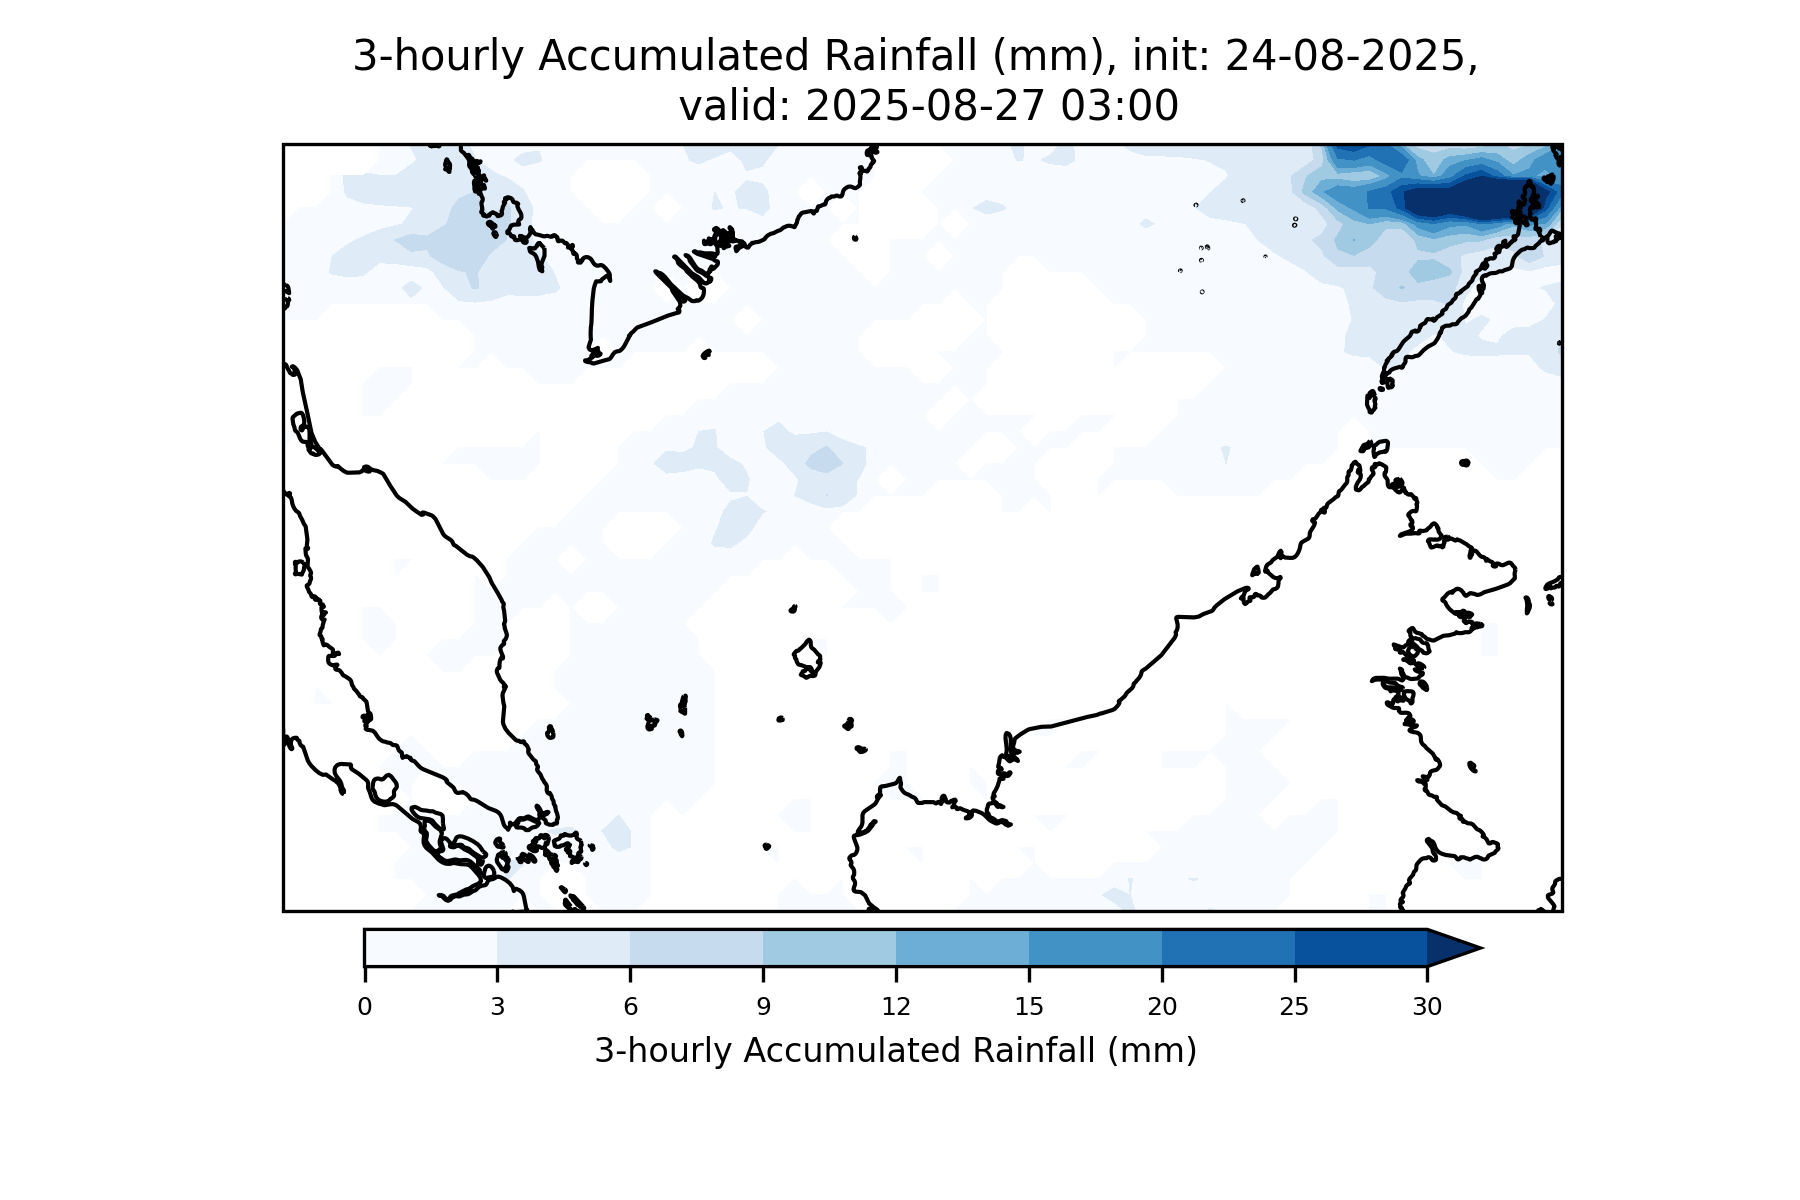 3-hourly Accumulated Rainfall (mm), init: 24-08-2025,
valid: 2025-08-27 03:00
0 3 6 9 12 15 20 25 30
3-hourly Accumulated Rainfall (mm)